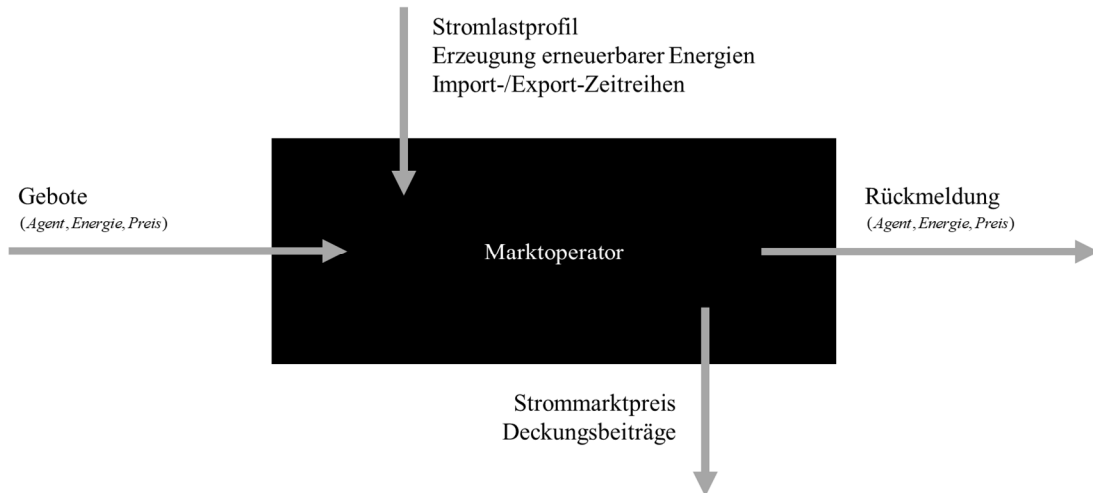 Stromlastprofil
Erzeugung erneuerbarer Energien
Import-/Export-Zeitreihen
Gebote
(Agent, Energie, Preis)
Marktoperator
Rückmeldung
(Agent, Energie, Preis)
Strommarktpreis
Deckungsbeiträge